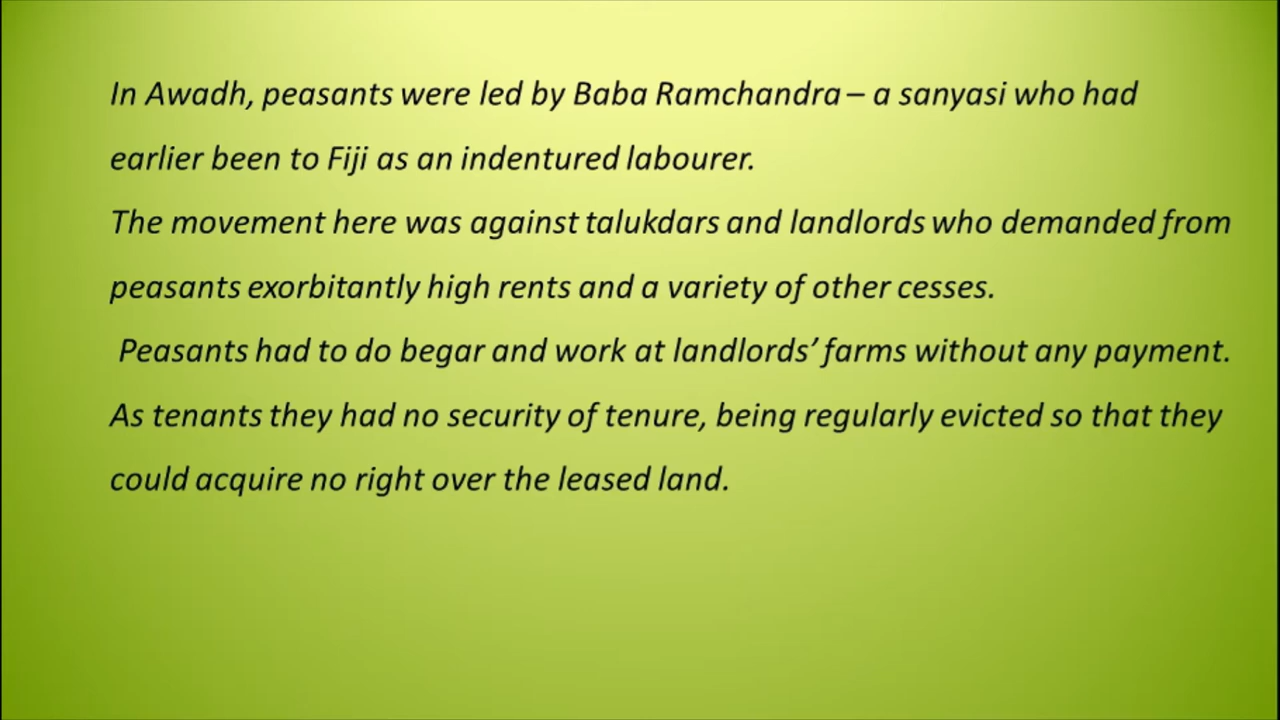 In Awadh, peasants were led by Baba Ramchandra – a sanyasi who had
earlier been to Fiji as an indentured labourer.
The movement here was against talukdars and landlords who demanded from
peasants exorbitantly high rents and a variety of other cesses.
Peasants had to do begar and work at landlords’ farms without any payment.
As tenants they had no security of tenure, being regularly evicted so that they
could acquire no right over the leased land.